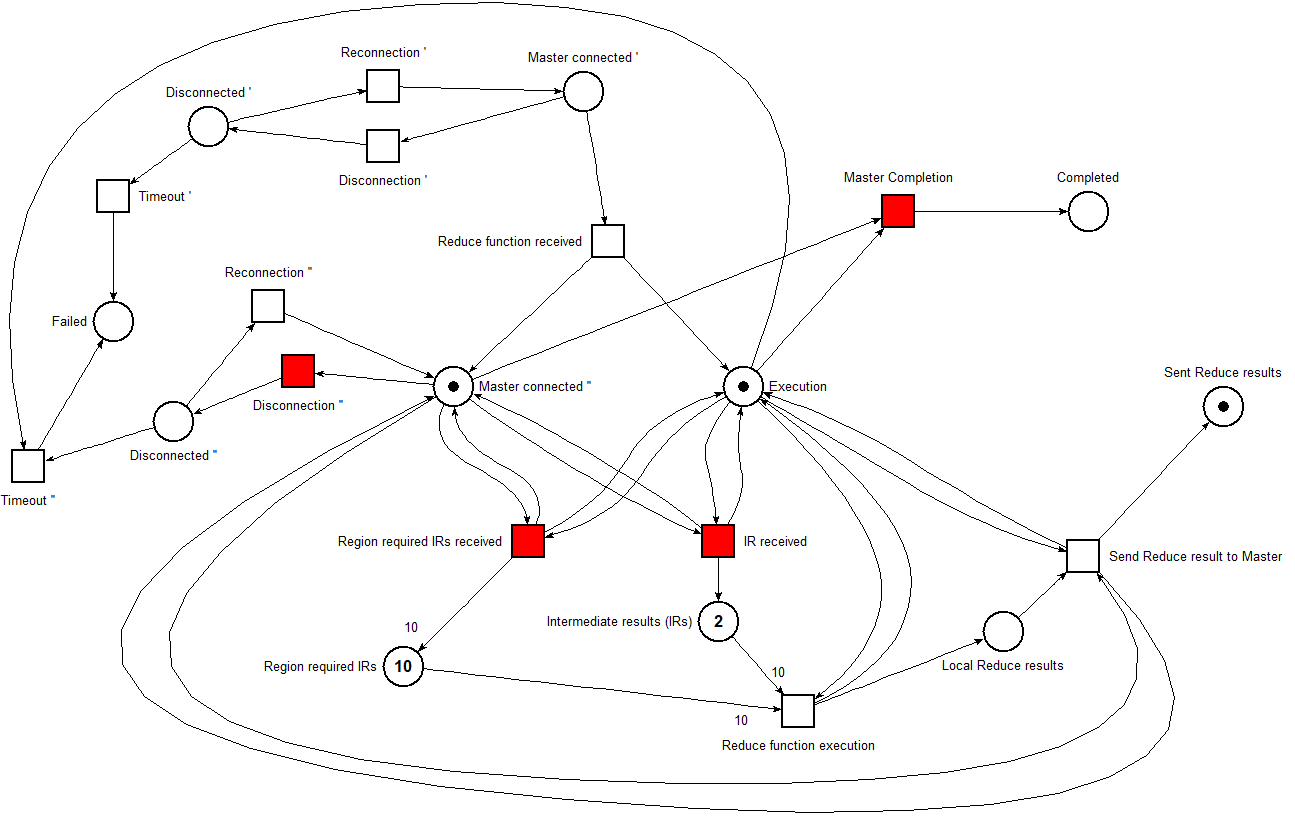 Reconnection '
Master connected '
Disconnected '
Disconnection '
Timeout '
Master Completion
Completed
Reduce function received
Reconnection "
Failed
Master connected "
Execution
Sent Reduce results
Disconnection "
Disconnected "
Timeout "
Region required IRs received
IR received
Send Reduce result to Master
Intermediate results (IRs)
2
10
Region required IRs
10
Local Reduce results
10
10
Reduce function execution